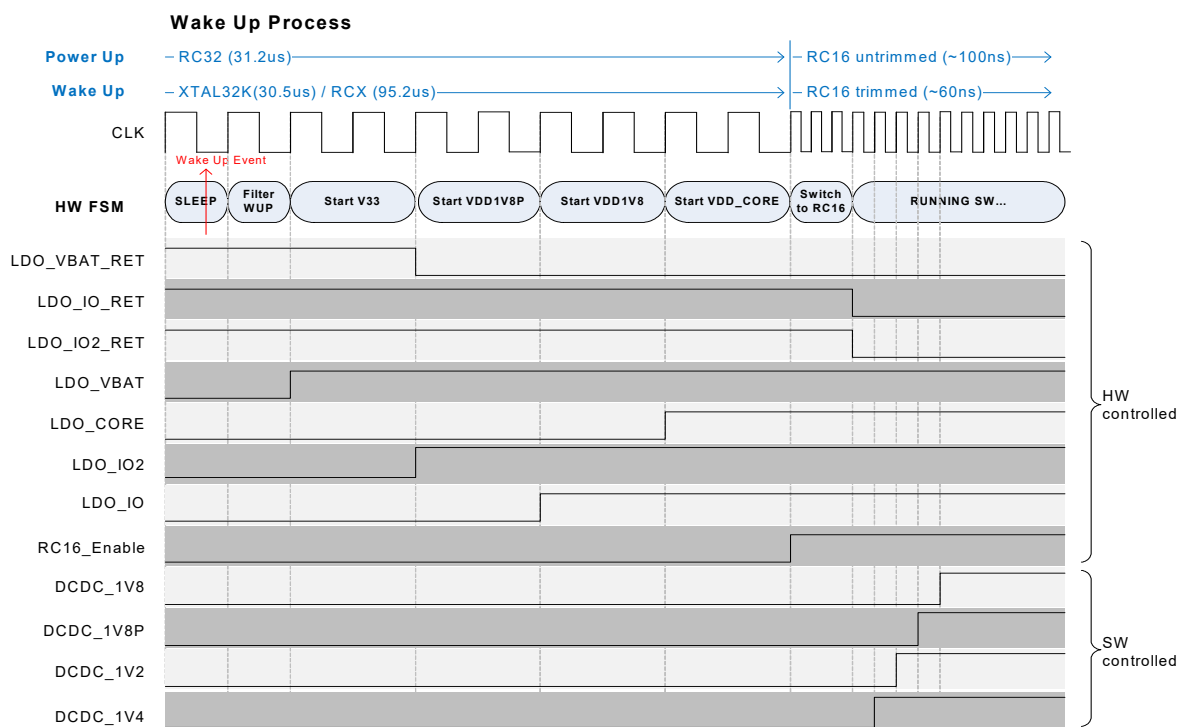 Wake Up Process
Power Up
RC32 (31.2us)
RC16 untrimmed (~100ns)
Wake Up
XTAL32K(30.5us) / RCX (95.2us)
RC16 trimmed (~60ns)
CLK
Wake Up Event
HW FSM
SLEEP
Filter
WUP
Start V33
Start VDD1V8P
Start VDD1V8
Start VDD_CORE
Switch
to RC16
RUNNING SW...
LDO_VBAT_RET
LDO_IO_RET
LDO_IO2_RET
LDO_VBAT
LDO_CORE
LDO_IO2
LDO_IO
RC16_Enable
HW
controlled
DCDC_1V8
DCDC_1V8P
DCDC_1V2
DCDC_1V4
SW
controlled